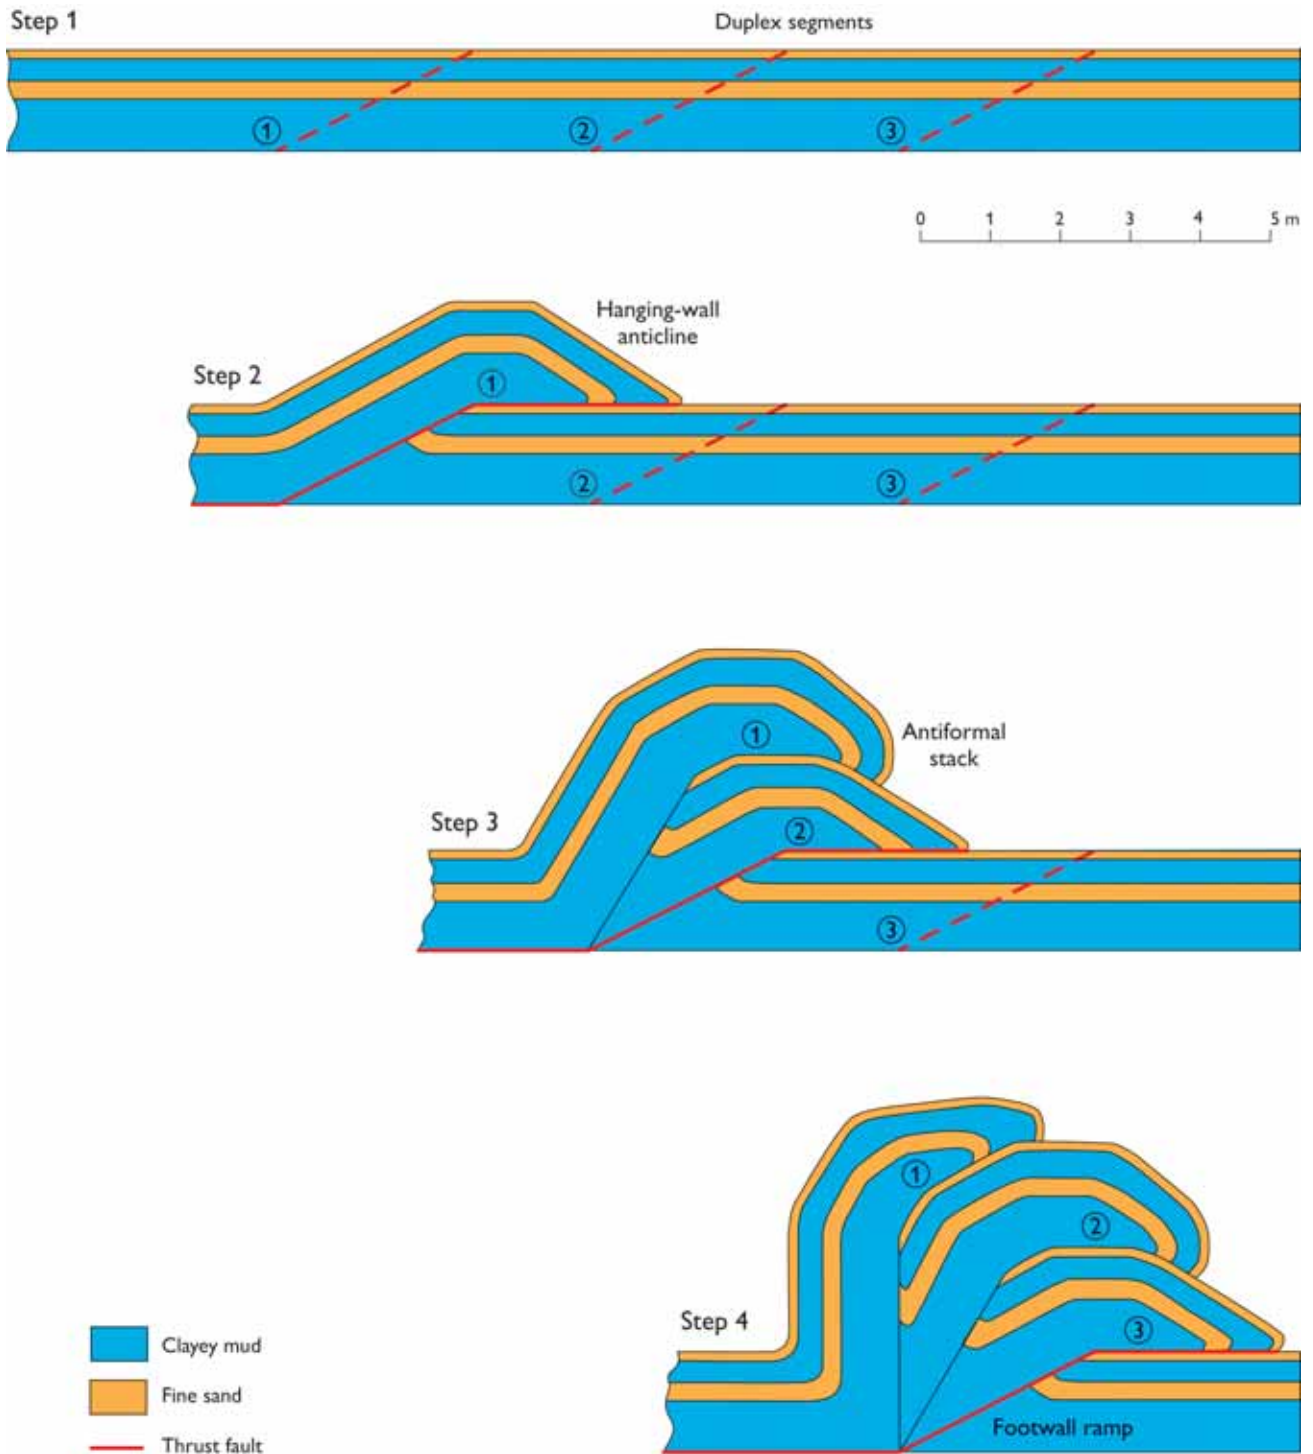 Step 1
Duplex segments
① ② ③
0 1 2 3 4 5 m
Hanging-wall
anticline
Step 2
①
② ③
①
Antiformal
stack
Step 3
②
③
①
②
Step 4
③
Clayey mud
Fine sand
Footwall ramp
Thrust fault